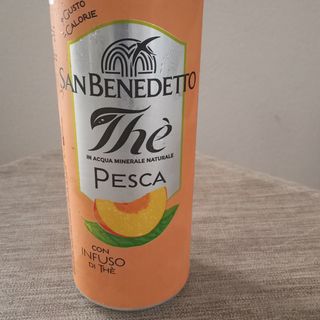 + GUSTO
- CALORIE
SAN BENEDETTO
Thè
IN ACQUA MINERALE NATURALE
PESCA
CON
INFUSO
DI THÈ